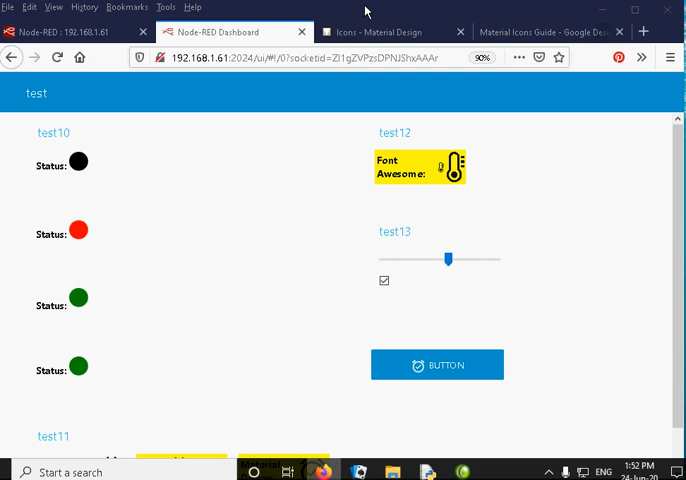 File Edit View History Bookmarks Tools Help
Node-RED : 192.168.1.61
Node-RED Dashboard
Icons - Material Design
Material Icons Guide - Google Desi
192.168.1.61:2024/ui/#!/0?socketid=ZI1gZVPzsDPNJShxAAAr
90%
test
test10
Status:
Status:
Status:
Status:
test11
test12
Font
Awesome:
test13
BUTTON
Material
Start a search
ENG
1:52 PM
24-Jun-20